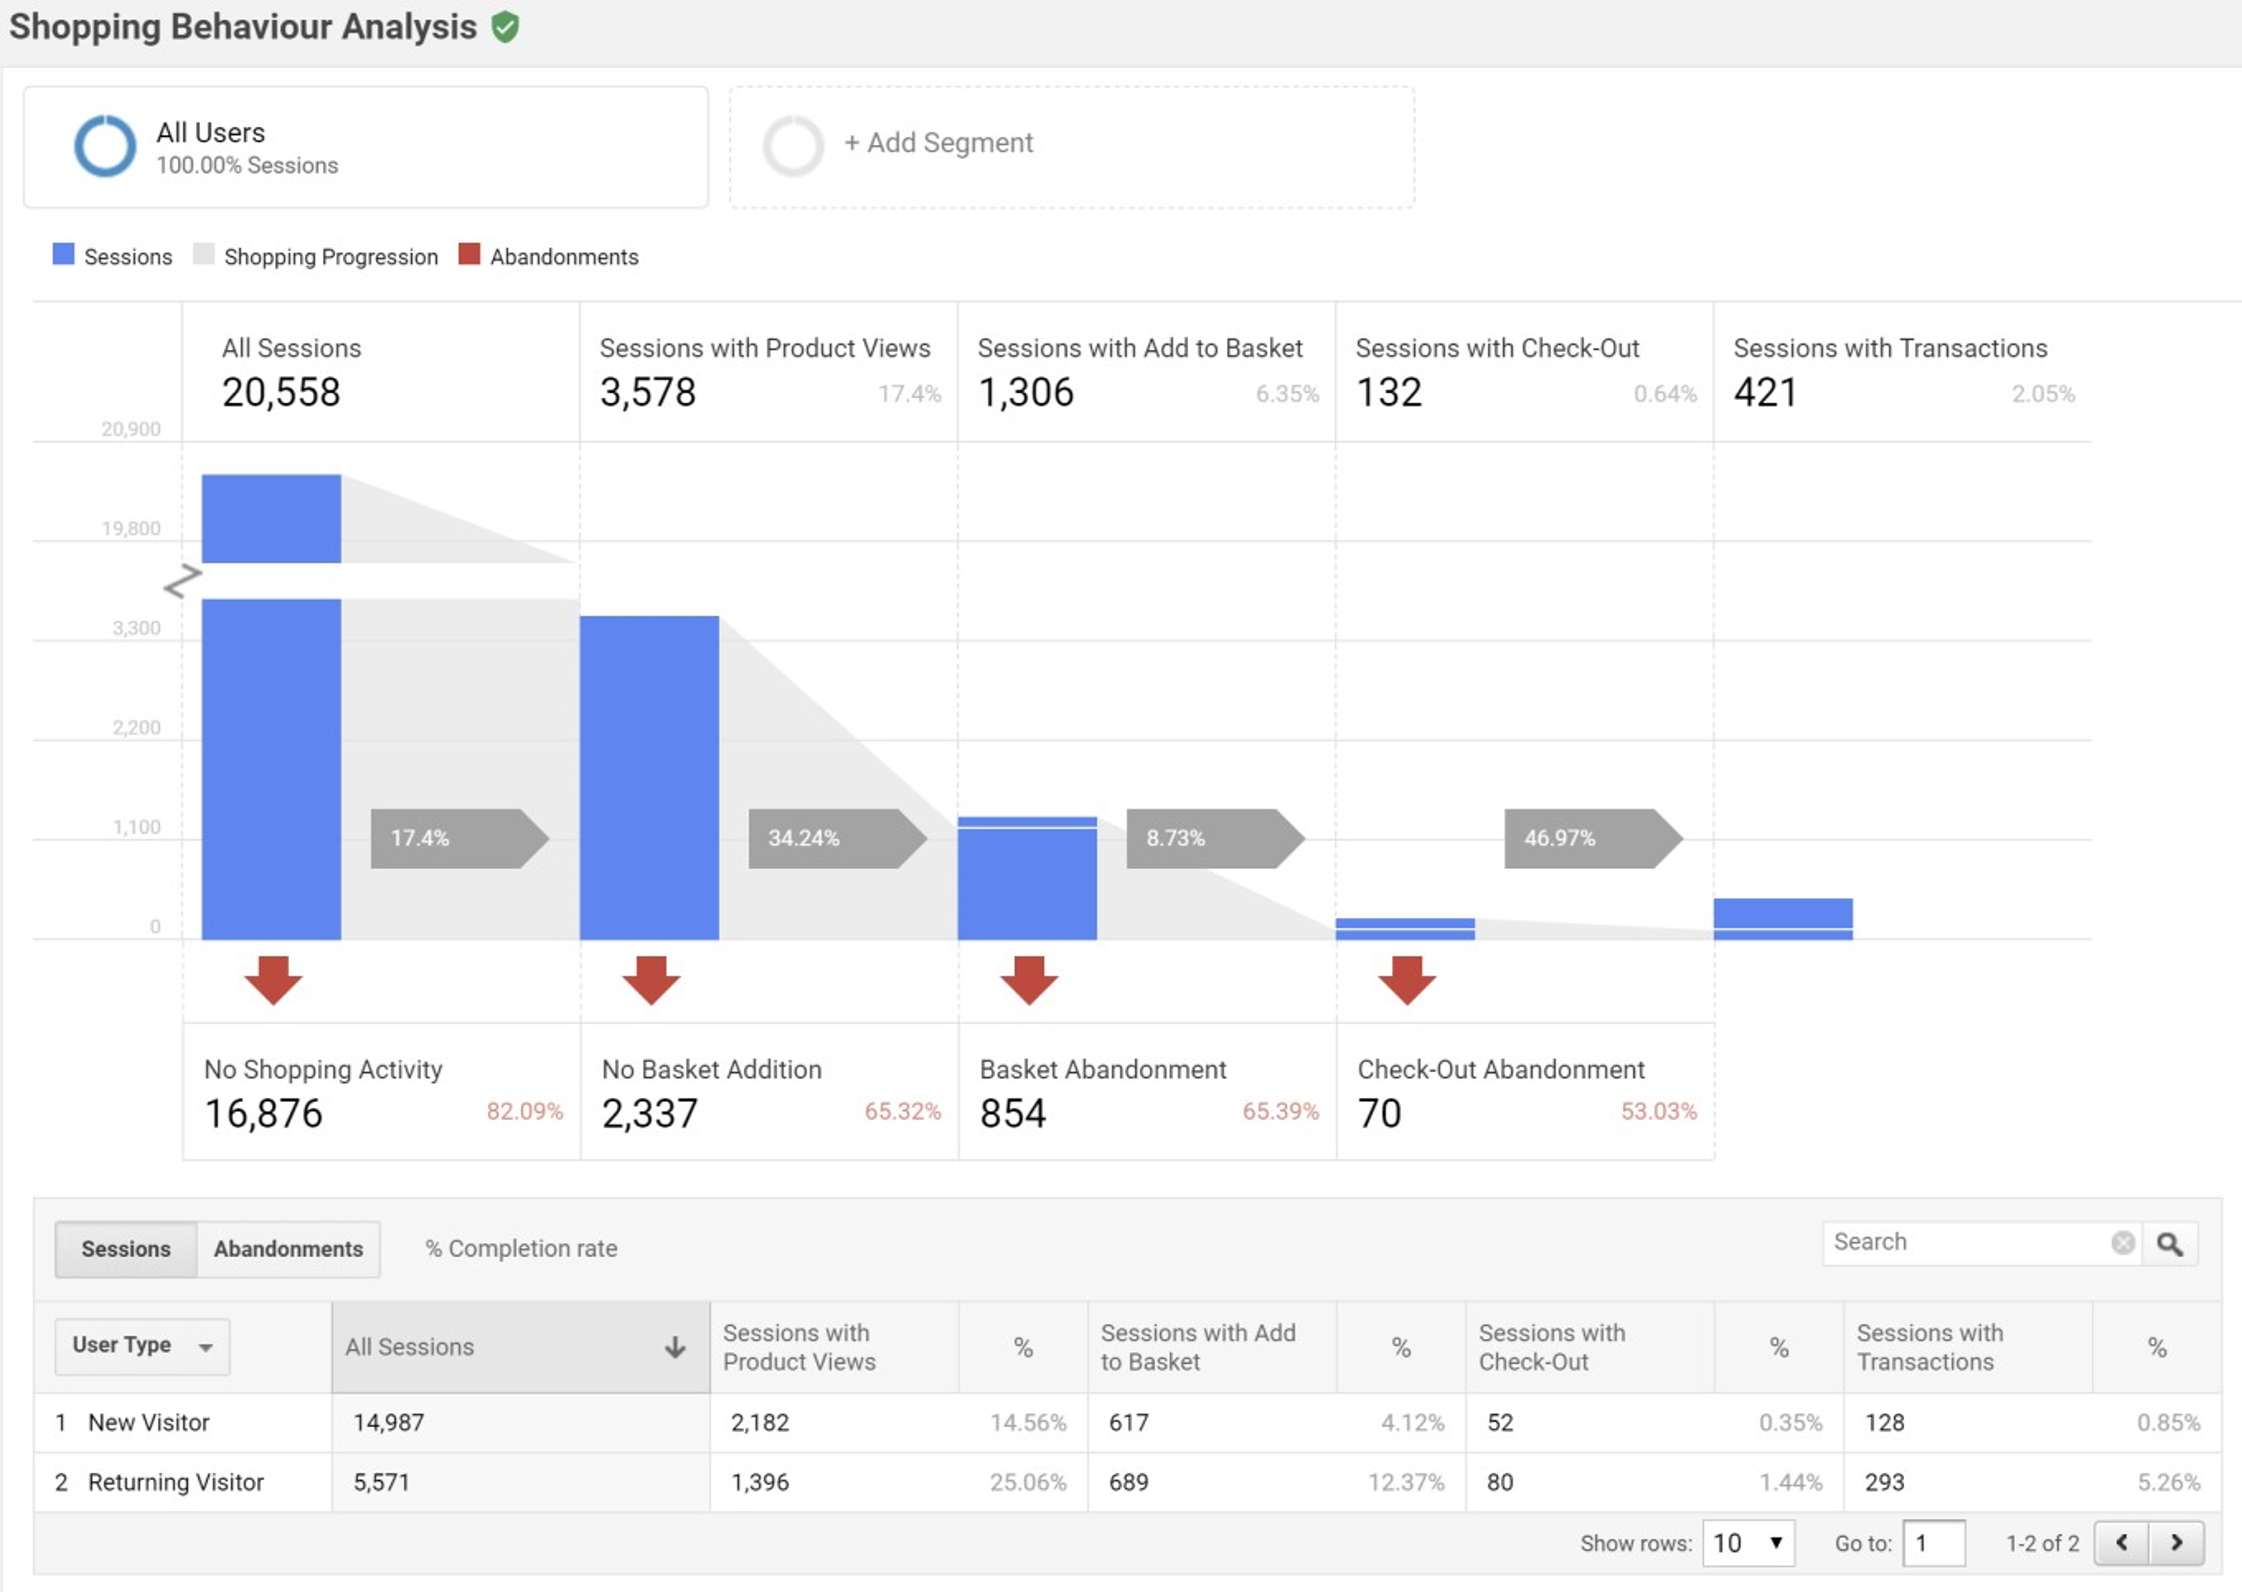 Shopping Behaviour Analysis
All Users
100.00% Sessions
+ Add Segment
Sessions
Shopping Progression
Abandonments
All Sessions
20,558
Sessions with Product Views
3,578
17.4%
Sessions with Add to Basket
1,306
6.35%
Sessions with Check-Out
132
0.64%
Sessions with Transactions
421
2.05%
20,900
19,800
3,300
2,200
1,100
0
17.4%
34.24%
8.73%
46.97%
No Shopping Activity
16,876
82.09%
No Basket Addition
2,337
65.32%
Basket Abandonment
854
65.39%
Check-Out Abandonment
70
53.03%
Sessions
Abandonments
% Completion rate
Search
User Type
All Sessions
Sessions with
Product Views
%
Sessions with Add
to Basket
%
Sessions with
Check-Out
%
Sessions with
Transactions
%
1 New Visitor 14,987 2,182 14.56% 617 4.12% 52 0.35% 128 0.85%
2 Returning Visitor 5,571 1,396 25.06% 689 12.37% 80 1.44% 293 5.26%
Show rows: 10 Go to: 1 1-2 of 2